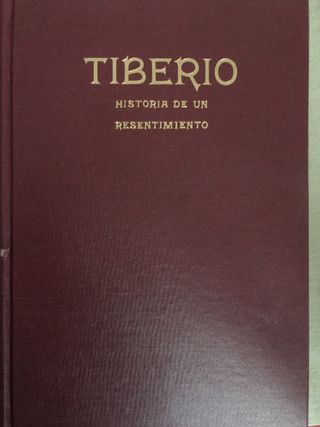 TIBERIO
HISTORIA DE UN
RESENTIMIENTO